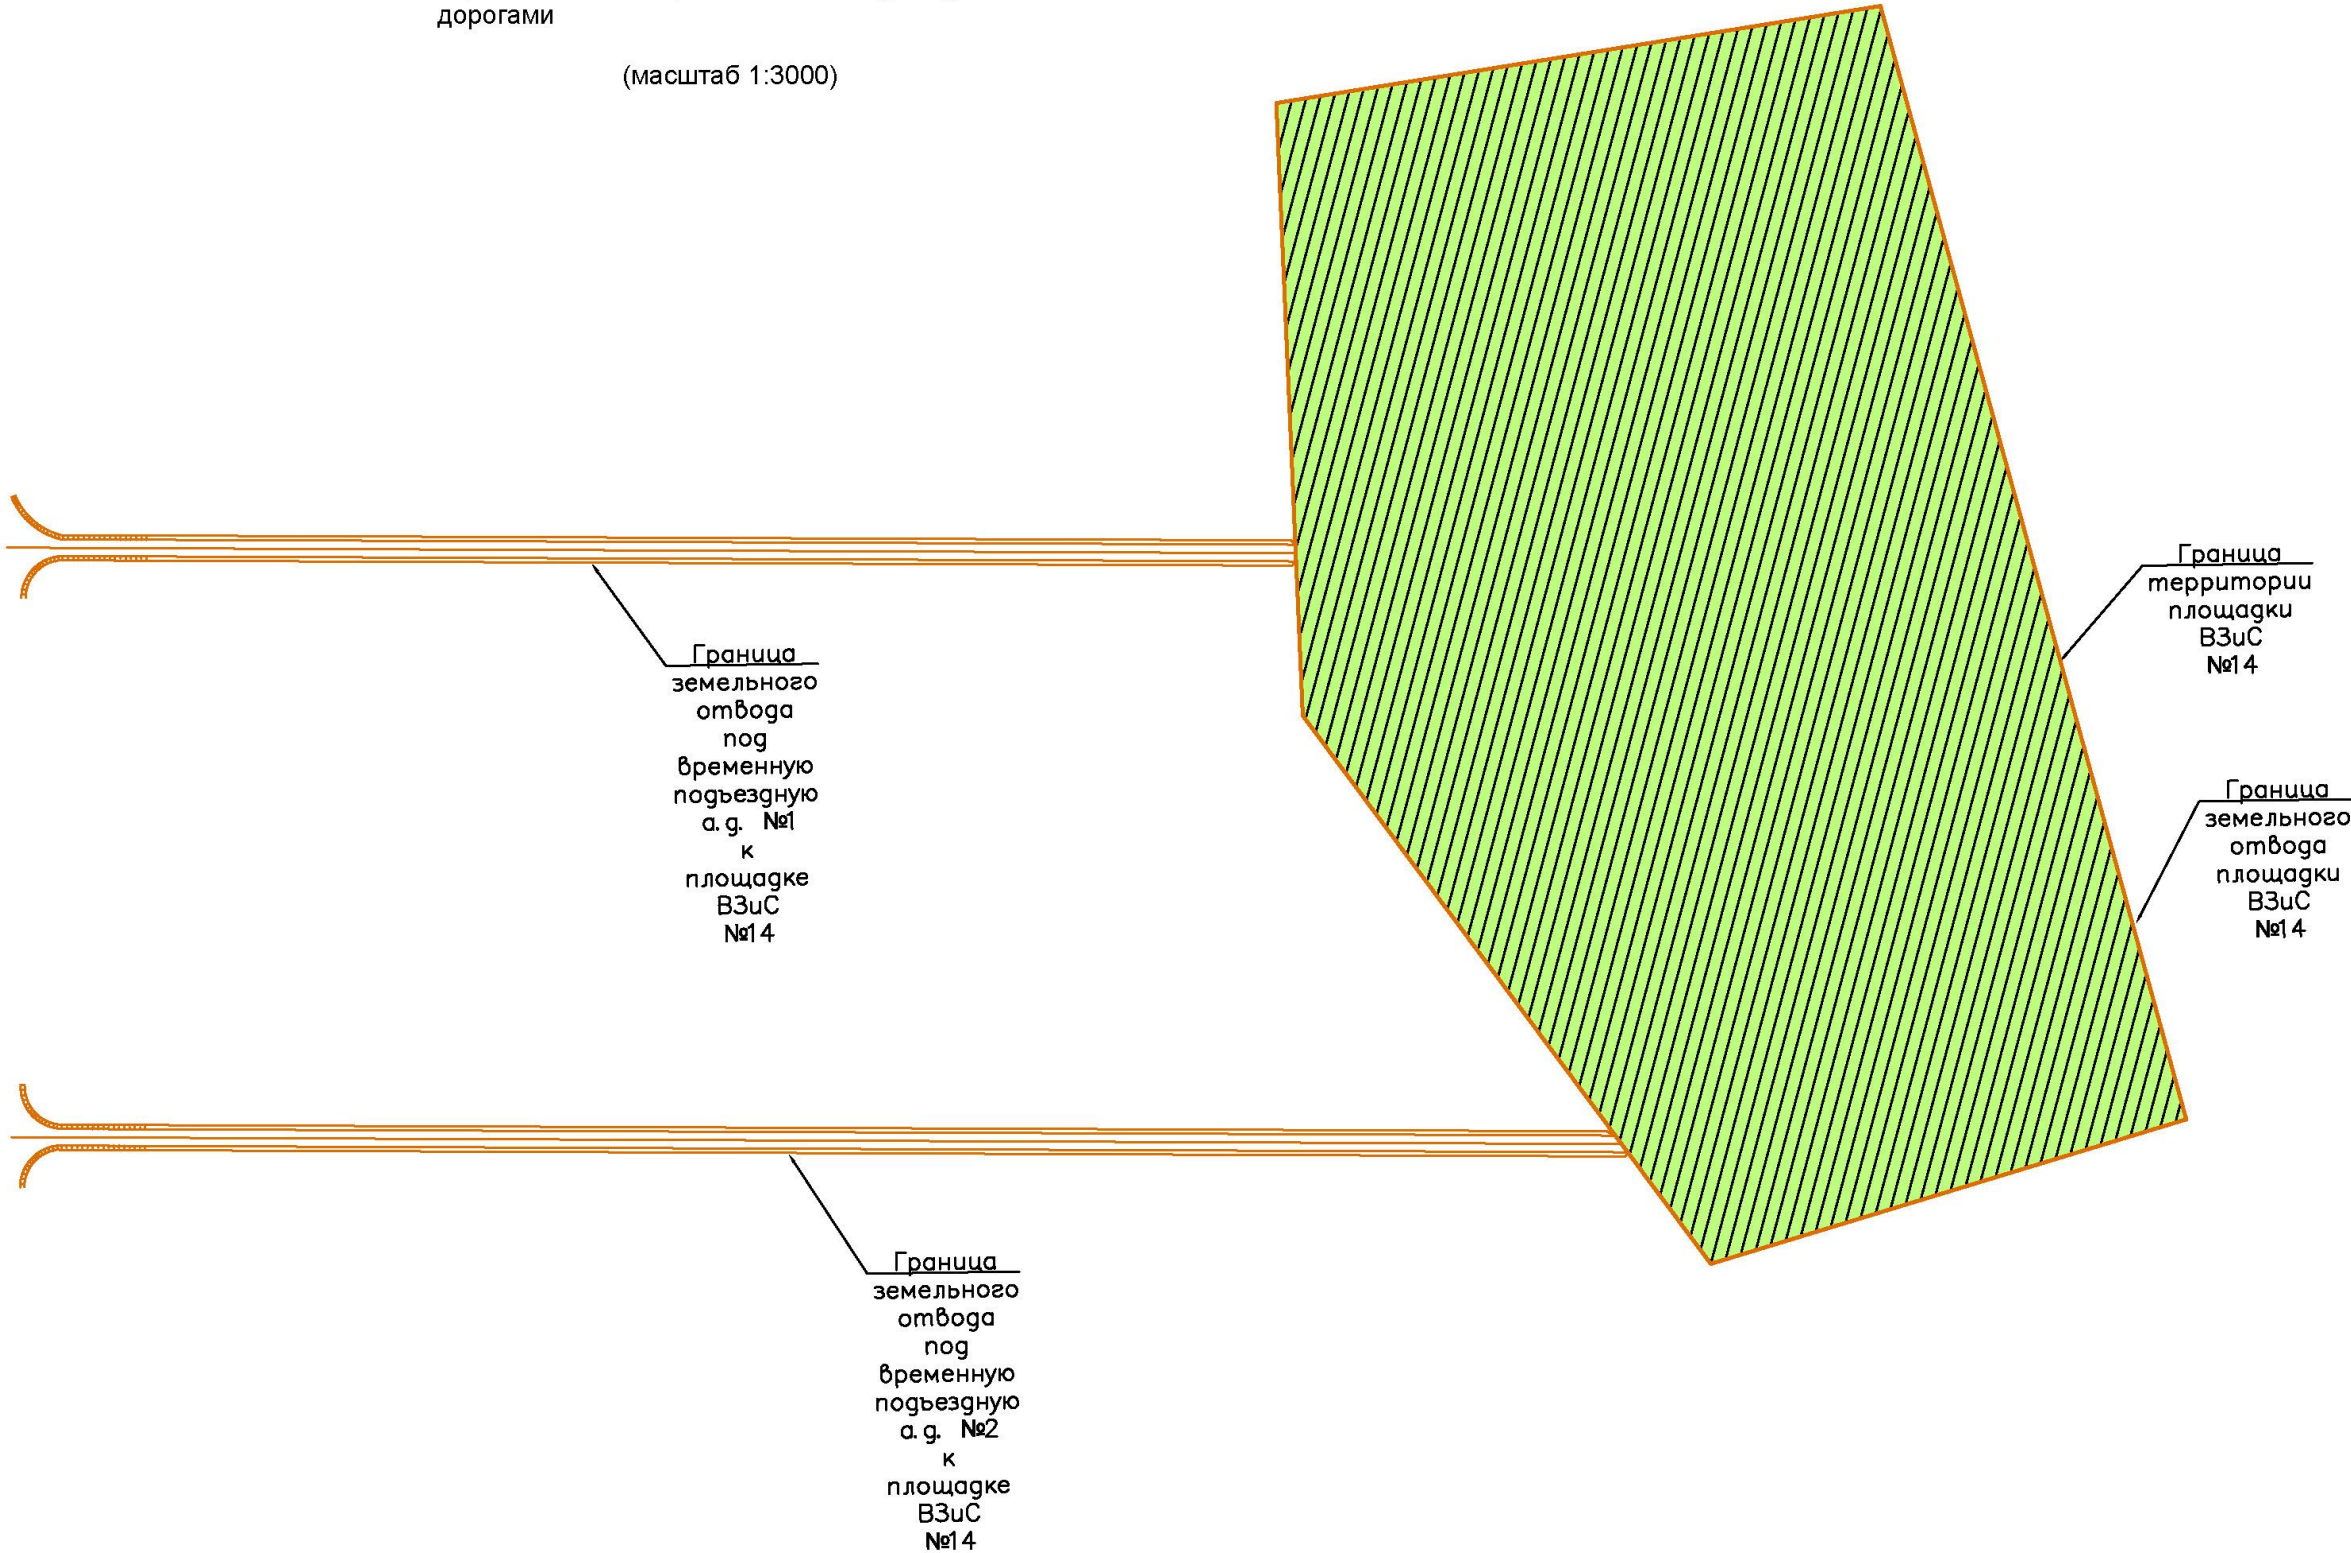 дорогами
(масштаб 1:3000)
Граница
территории
площадки
ВЗиС
№14
Граница
земельного
отвода
под
временную
подъездную
а.д. №1
к
площадке
ВЗиС
№14
Граница
земельного
отвода
площадки
ВЗиС
№14
Граница
земельного
отвода
под
временную
подъездную
а.д. №2
к
площадке
ВЗиС
№14